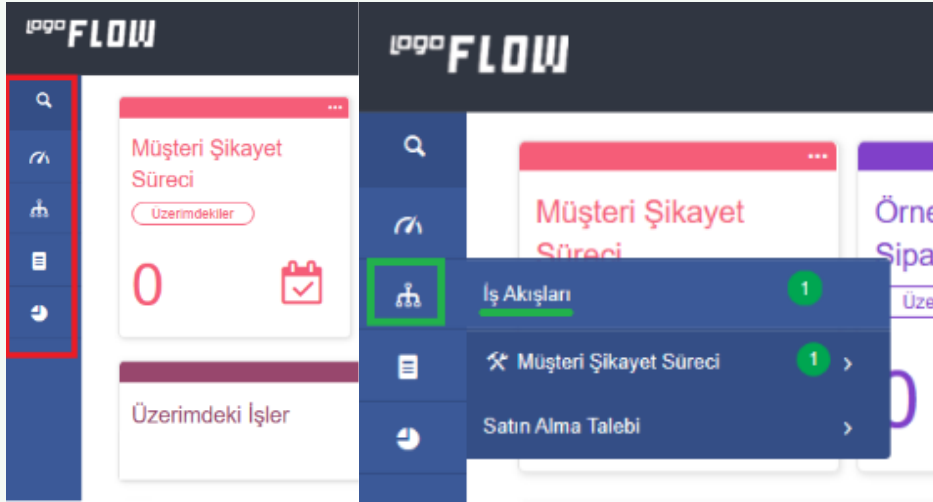 logo FLOW
Müşteri Şikayet
Süreci
Üzerimdekiler
0
Üzerimdeki İşler
logo FLOW
Müşteri Şikayet
Süreci
Örne
Sipa
Üze
0
İş Akışları 1
Müşteri Şikayet Süreci 1
Satın Alma Talebi